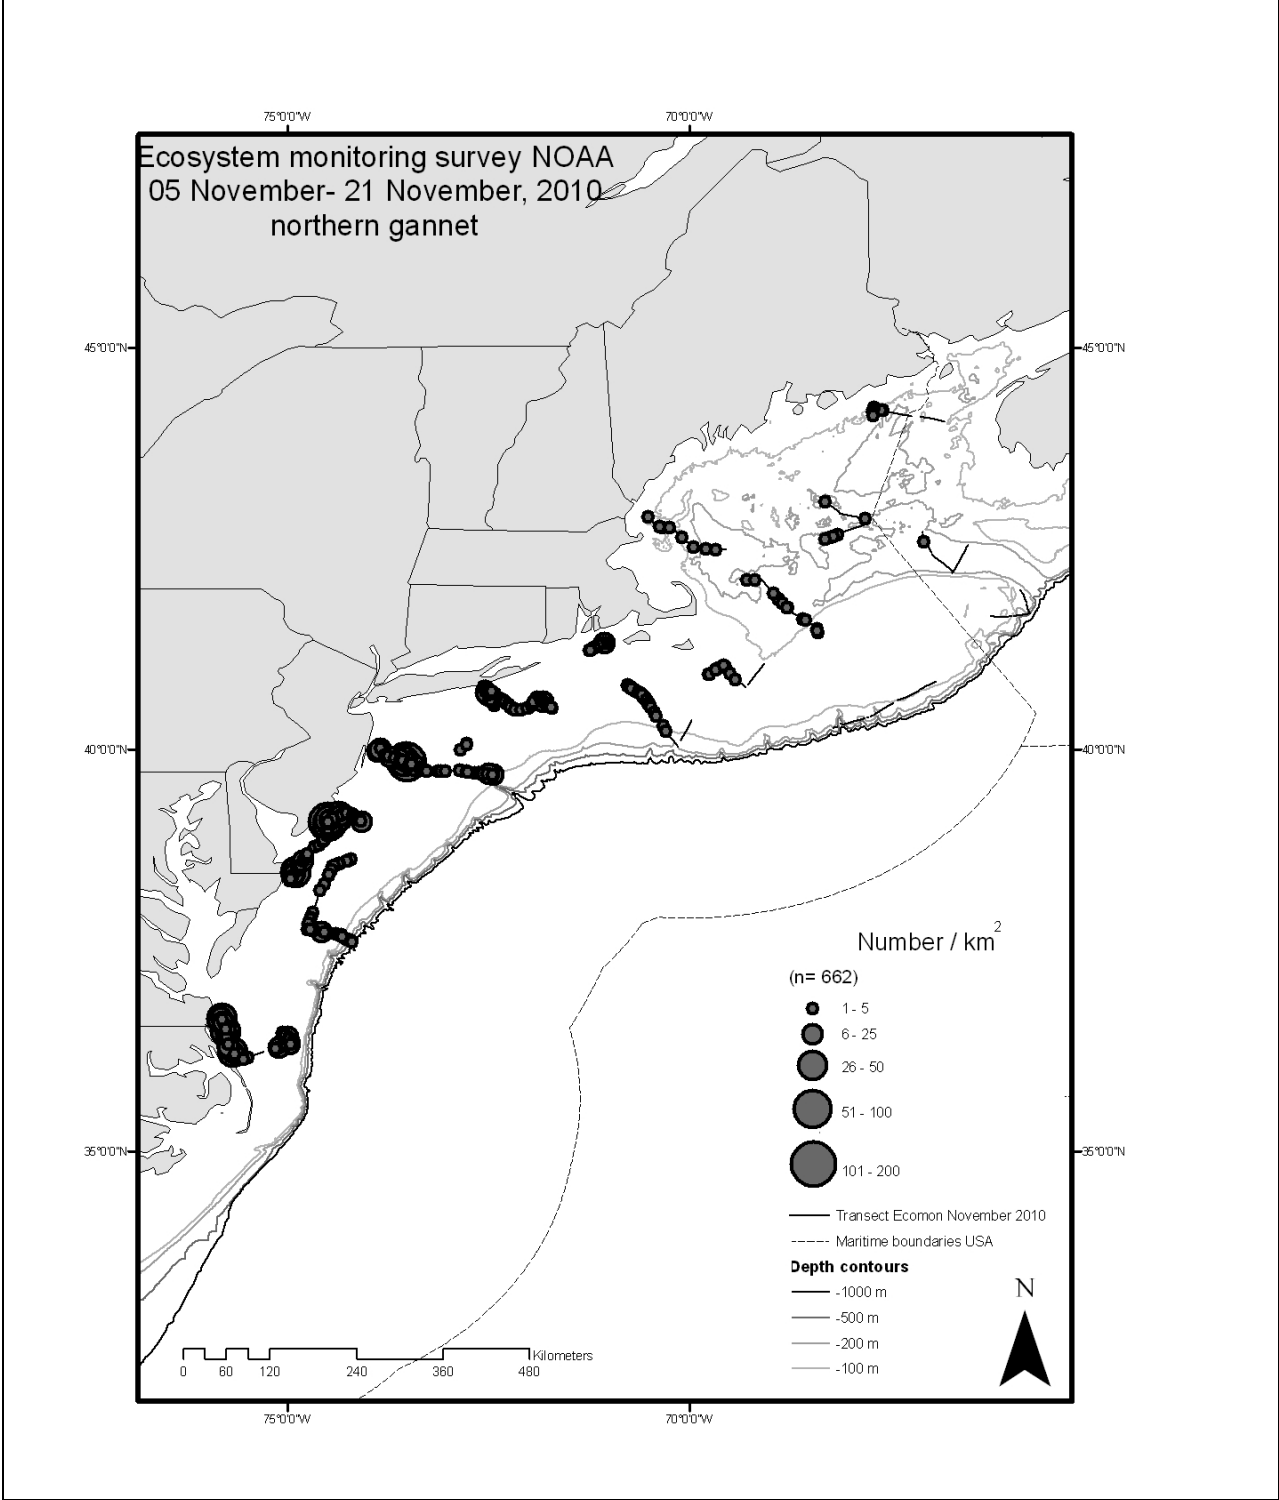 75°0'0"W
70°0'0"W
Ecosystem monitoring survey NOAA
05 November- 21 November, 2010
northern gannet
45°0'0"N
45°0'0"N
40°0'0"N
40°0'0"N
Number / km2
(n= 662)
1 - 5
6 - 25
26 - 50
51 - 100
101 - 200
35°0'0"N
35°0'0"N
Transect Ecomon November 2010
Maritime boundaries USA
Depth contours
-1000 m
-500 m
-200 m
-100 m
N
Kilometers
0 60 120 240 360 480
75°0'0"W
70°0'0"W